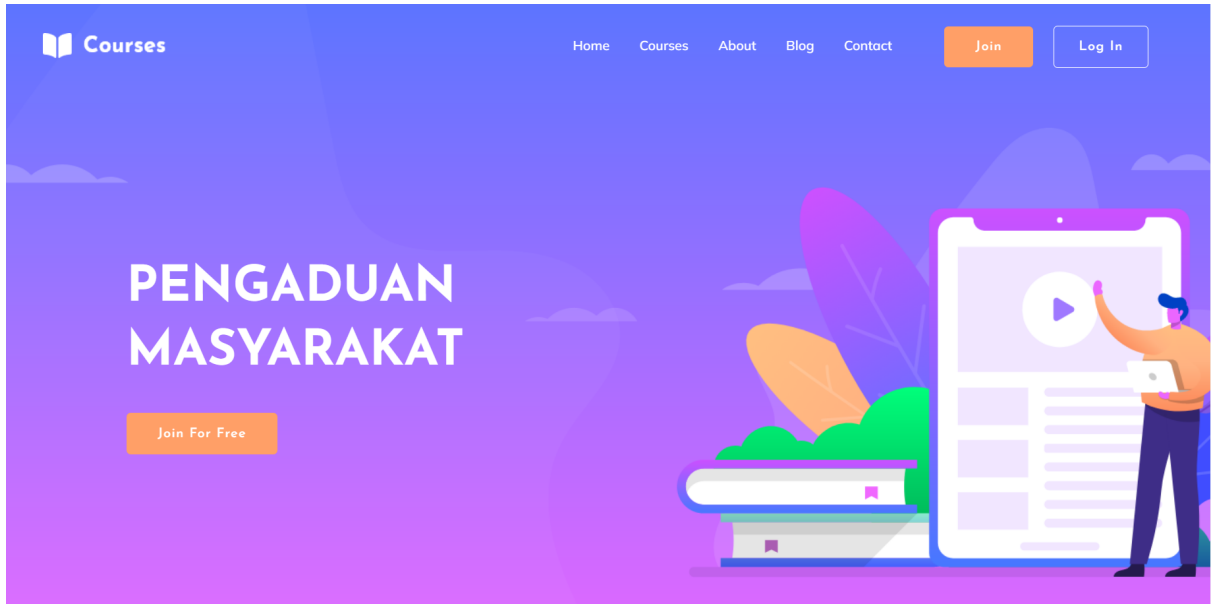 Courses
Home Courses About Blog Contact Join Log In
PENGADUAN
MASYARAKAT
Join For Free